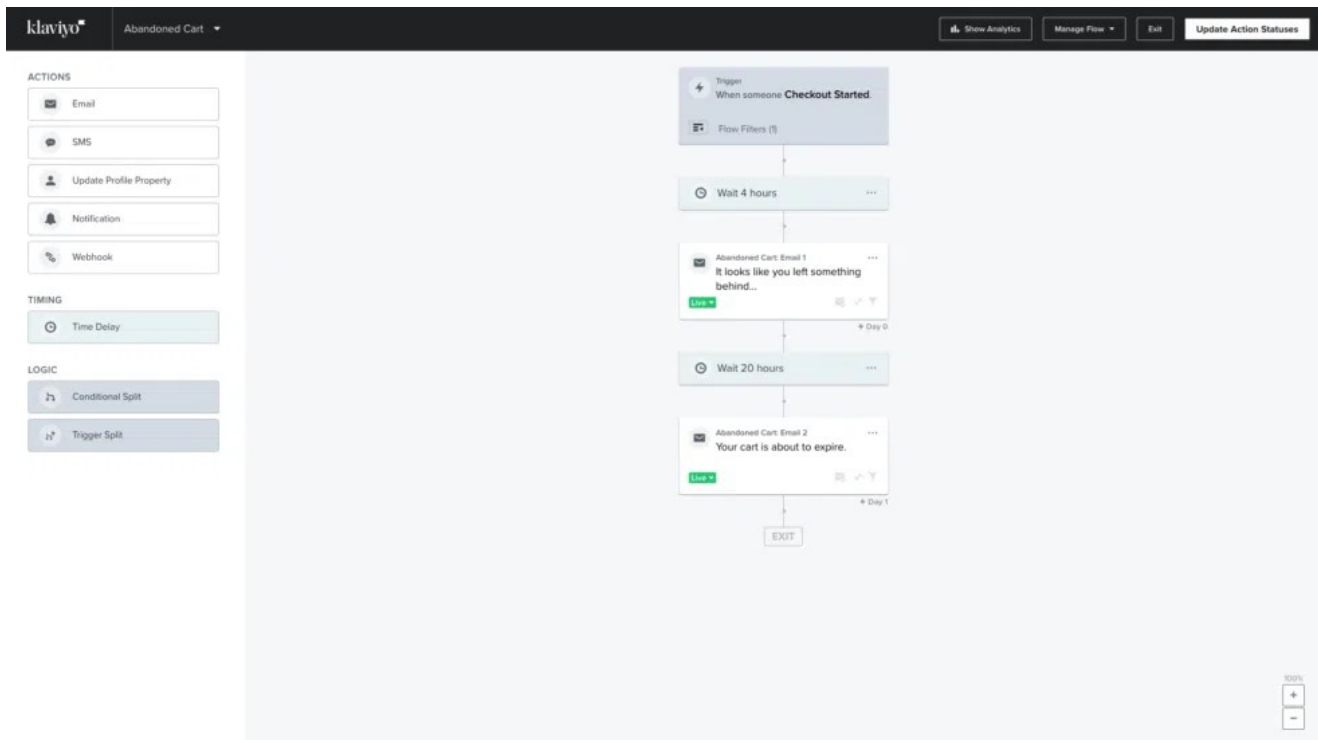 klaviyo
Abandoned Cart
Show Analytics
Manage Flow
Exit
Update Action Statuses
ACTIONS
Email
SMS
Update Profile Property
Notification
Webhook
TIMING
Time Delay
LOGIC
Conditional Split
Trigger Split
Trigger
When someone Checkout Started.
Flow Filters (1)
Wait 4 hours
Abandoned Cart: Email 1
It looks like you left something
behind...
Live
Day 0
Wait 20 hours
Abandoned Cart: Email 2
Your cart is about to expire.
Live
Day 1
EXIT
100%
+
−